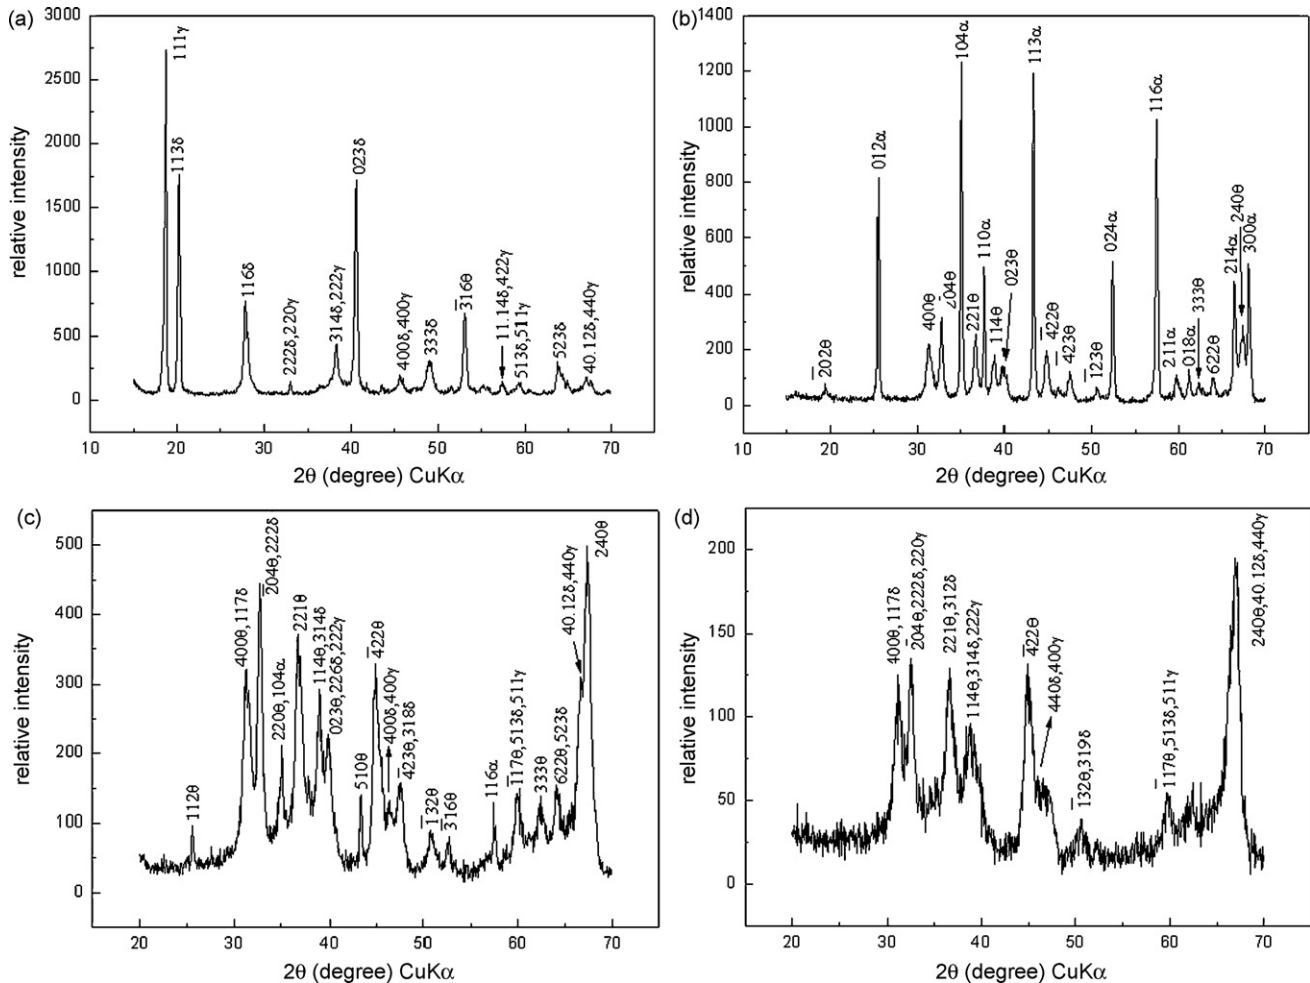 (a)
3000
2500
2000
1500
1000
500
0
relative intensity
111γ
113δ
116δ
222δ,220γ
314δ,222γ
023δ
400δ,400γ
333δ
3̅16θ
11.14δ,422γ
513δ,511γ
523δ
40.12δ,440γ
10 20 30 40 50 60 70
2θ (degree) CuKα
(b)
1400
1200
1000
800
600
400
200
0
relative intensity
2̅02θ
012α
400θ
2̅04θ
104α
221θ
110α
114θ
023θ
113α
4̅22θ
4̅23θ
1̅23θ
024α
116α
211α
018α
333θ
622θ
214α
240θ
300α
10 20 30 40 50 60 70
2θ (degree) CuKα
(c)
500
400
300
200
100
0
relative intensity
112θ
400θ,117δ
2̅04θ,222δ
220θ,104α
221θ
114θ,314δ
023θ,226δ,222γ
510θ
4̅22θ
400δ,400γ
4̅23θ,318δ
1̅32θ
3̅16θ
116α
1̅17θ,513δ,511γ
333θ
622θ,523δ
40.12δ,440γ
240θ
20 30 40 50 60 70
2θ (degree) CuKα
(d)
200
150
100
50
0
relative intensity
400θ,117δ
2̅04θ,222δ,220γ
221θ,312δ
114θ,314δ,222γ
4̅22θ
440δ,400γ
1̅32θ,319δ
1̅17θ,513δ,511γ
240θ,40.12δ,440γ
20 30 40 50 60 70
2θ (degree) CuKα